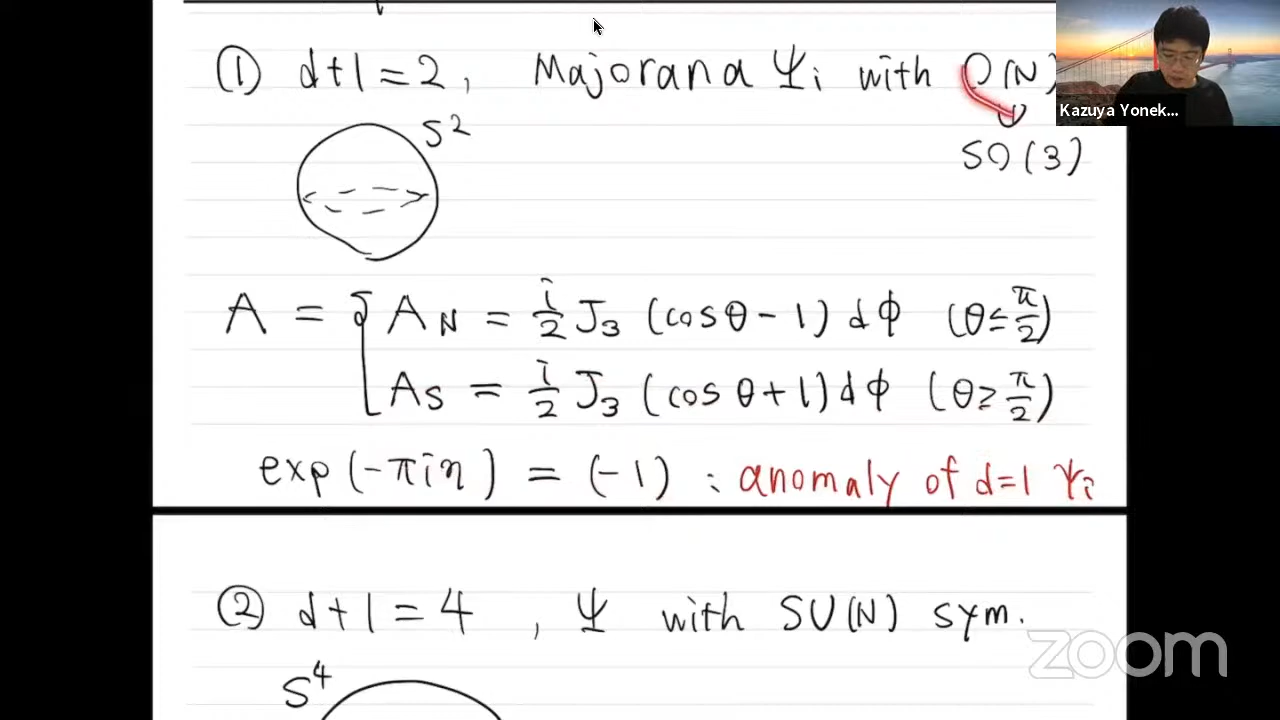 ① d+1=2, Majorana Ψi with O(N)
∪
SO(3)
S²
A = { A_N = i/2 J₃ (cosθ - 1) dφ (θ ≤ π/2)
A_S = i/2 J₃ (cosθ + 1) dφ (θ ≥ π/2)
exp(-πiη) = (-1) : anomaly of d=1 Ψi
② d+1=4, Ψ with SU(N) sym.
S⁴
Kazuya Yonek...
zoom